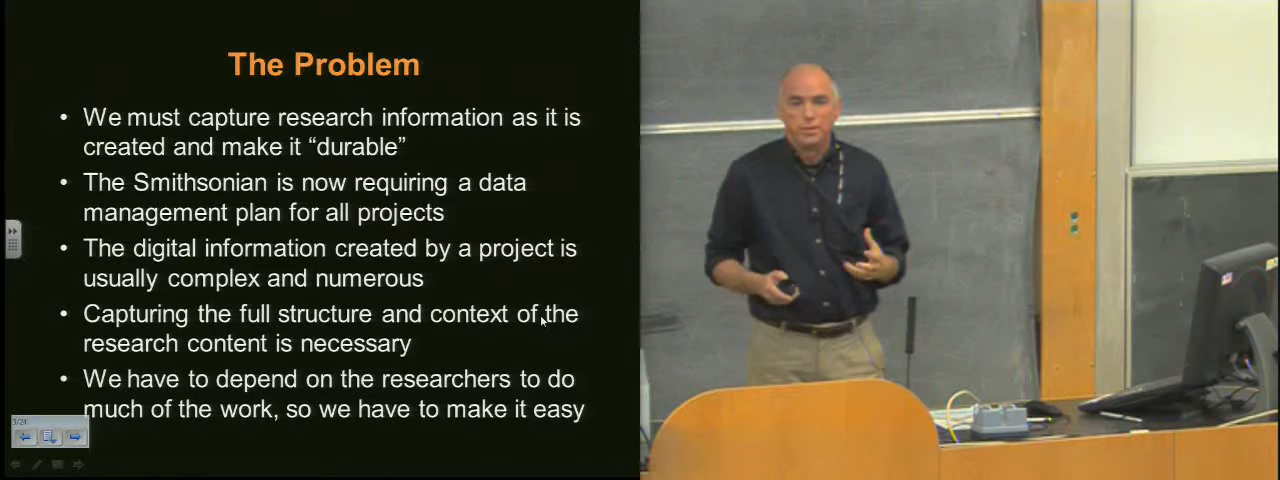 The Problem
• We must capture research information as it is
created and make it “durable”
• The Smithsonian is now requiring a data
management plan for all projects
• The digital information created by a project is
usually complex and numerous
• Capturing the full structure and context of the
research content is necessary
• We have to depend on the researchers to do
much of the work, so we have to make it easy
3/24